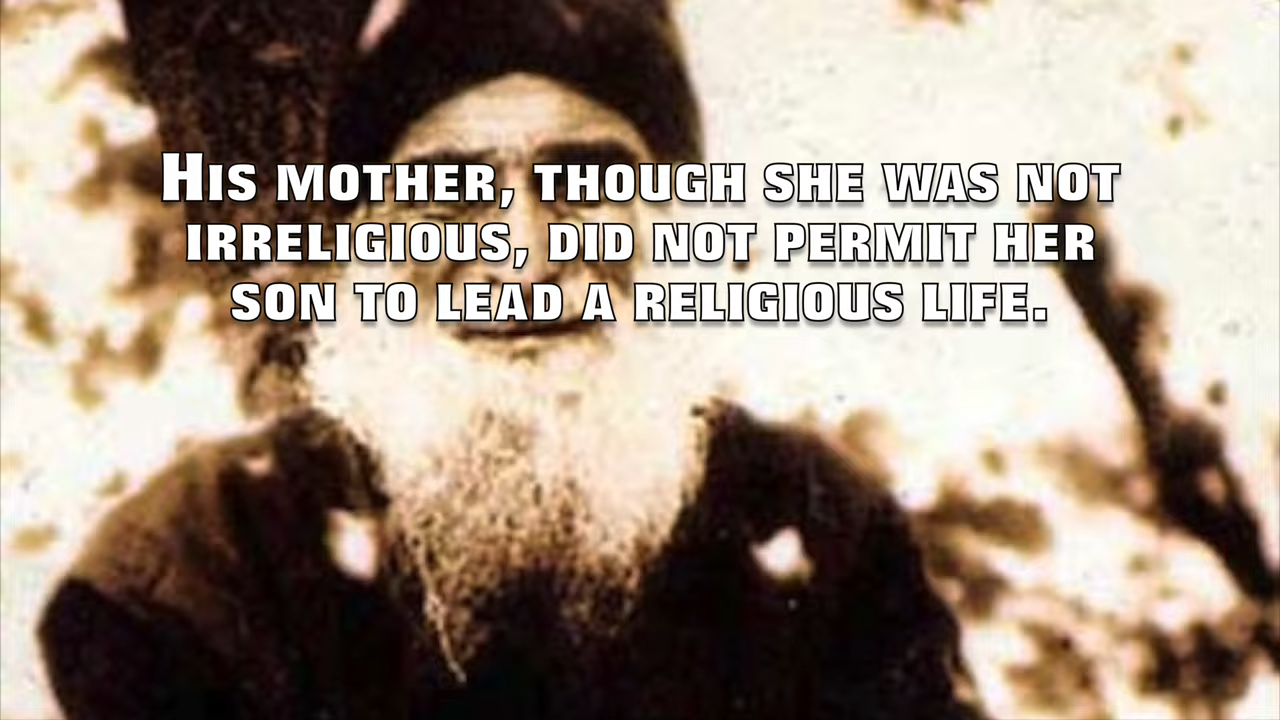 His mother, though she was not
irreligious, did not permit her
son to lead a religious life.